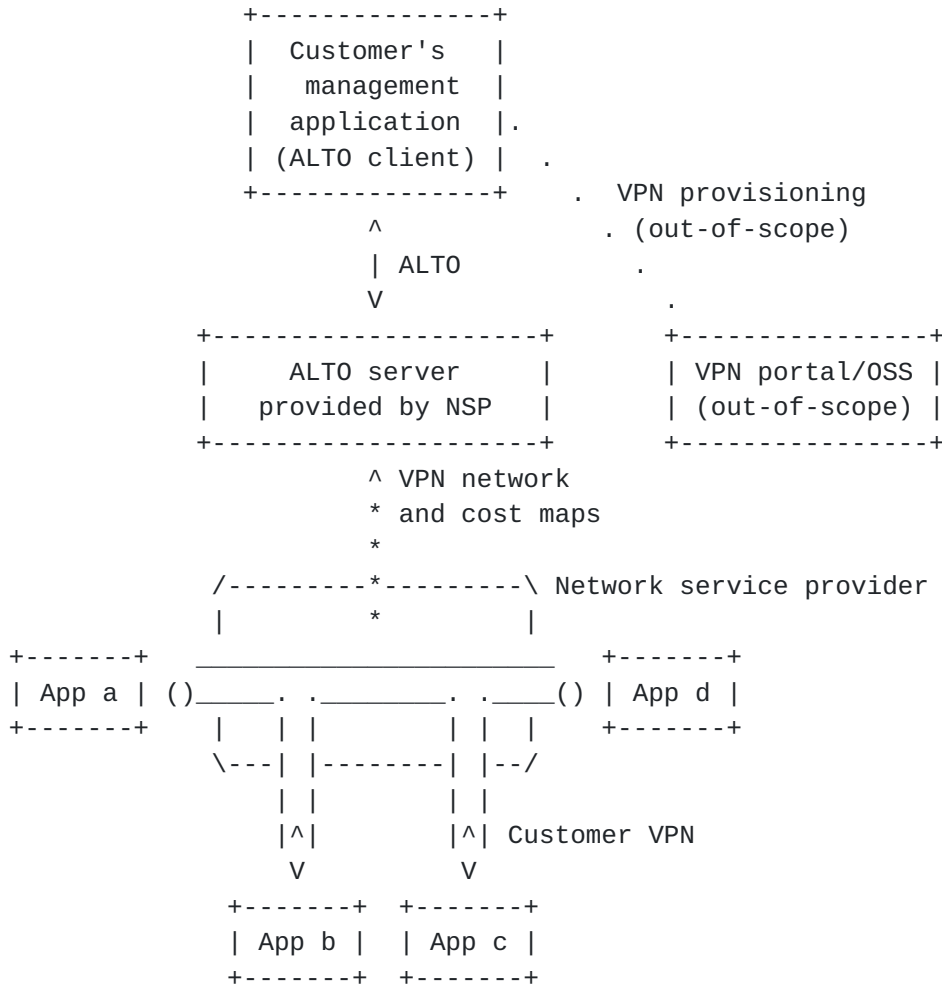 Customer's
management
application
(ALTO client)
VPN provisioning
(out-of-scope)
ALTO
ALTO server
provided by NSP
VPN portal/OSS
(out-of-scope)
VPN network
and cost maps
Network service provider
App a
App d
Customer VPN
App b
App c